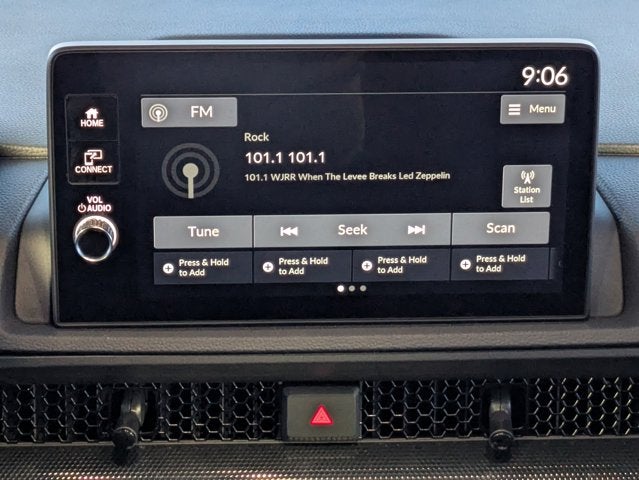 9:06
HOME
FM
Menu
Rock
101.1 101.1
101.1 WJRR When The Levee Breaks Led Zeppelin
CONNECT
Station
List
VOL
AUDIO
Tune
Seek
Scan
Press & Hold
to Add
Press & Hold
to Add
Press & Hold
to Add
Press & Hold
to Add